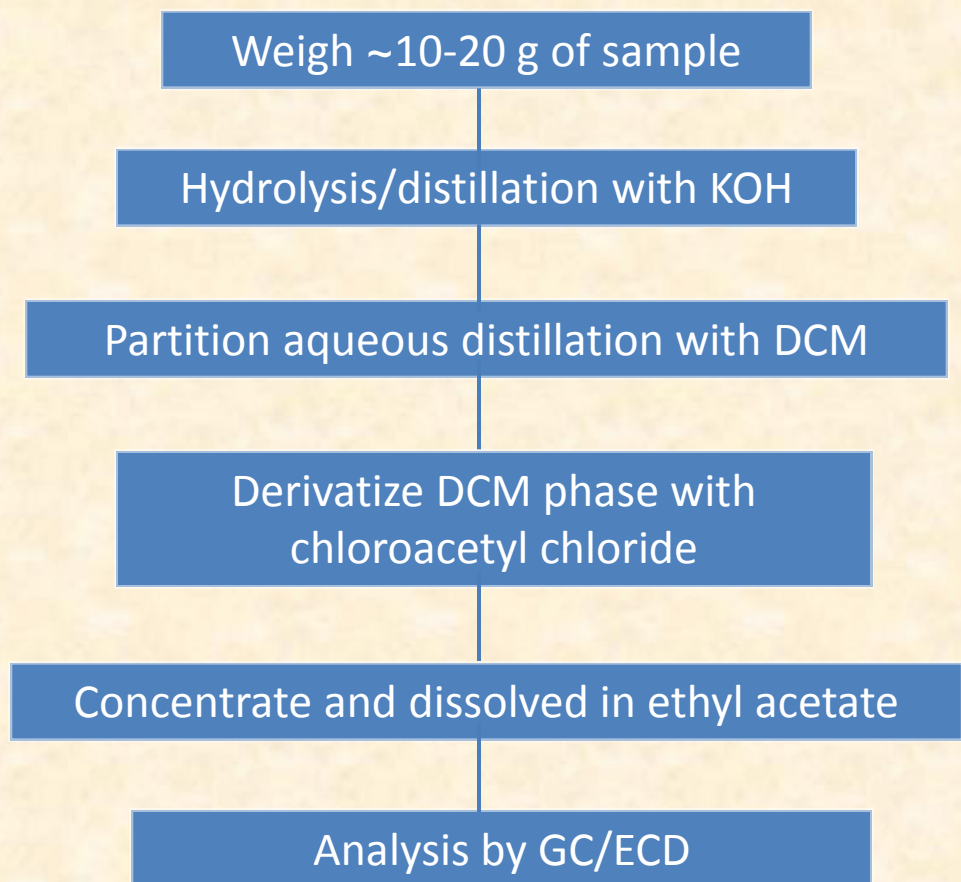 Weigh ~10-20 g of sample
Hydrolysis/distillation with KOH
Partition aqueous distillation with DCM
Derivatize DCM phase with
chloroacetyl chloride
Concentrate and dissolved in ethyl acetate
Analysis by GC/ECD